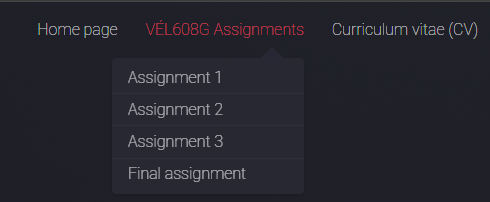 Home page VÉL608G Assignments Curriculum vitae (CV)
Assignment 1
Assignment 2
Assignment 3
Final assignment